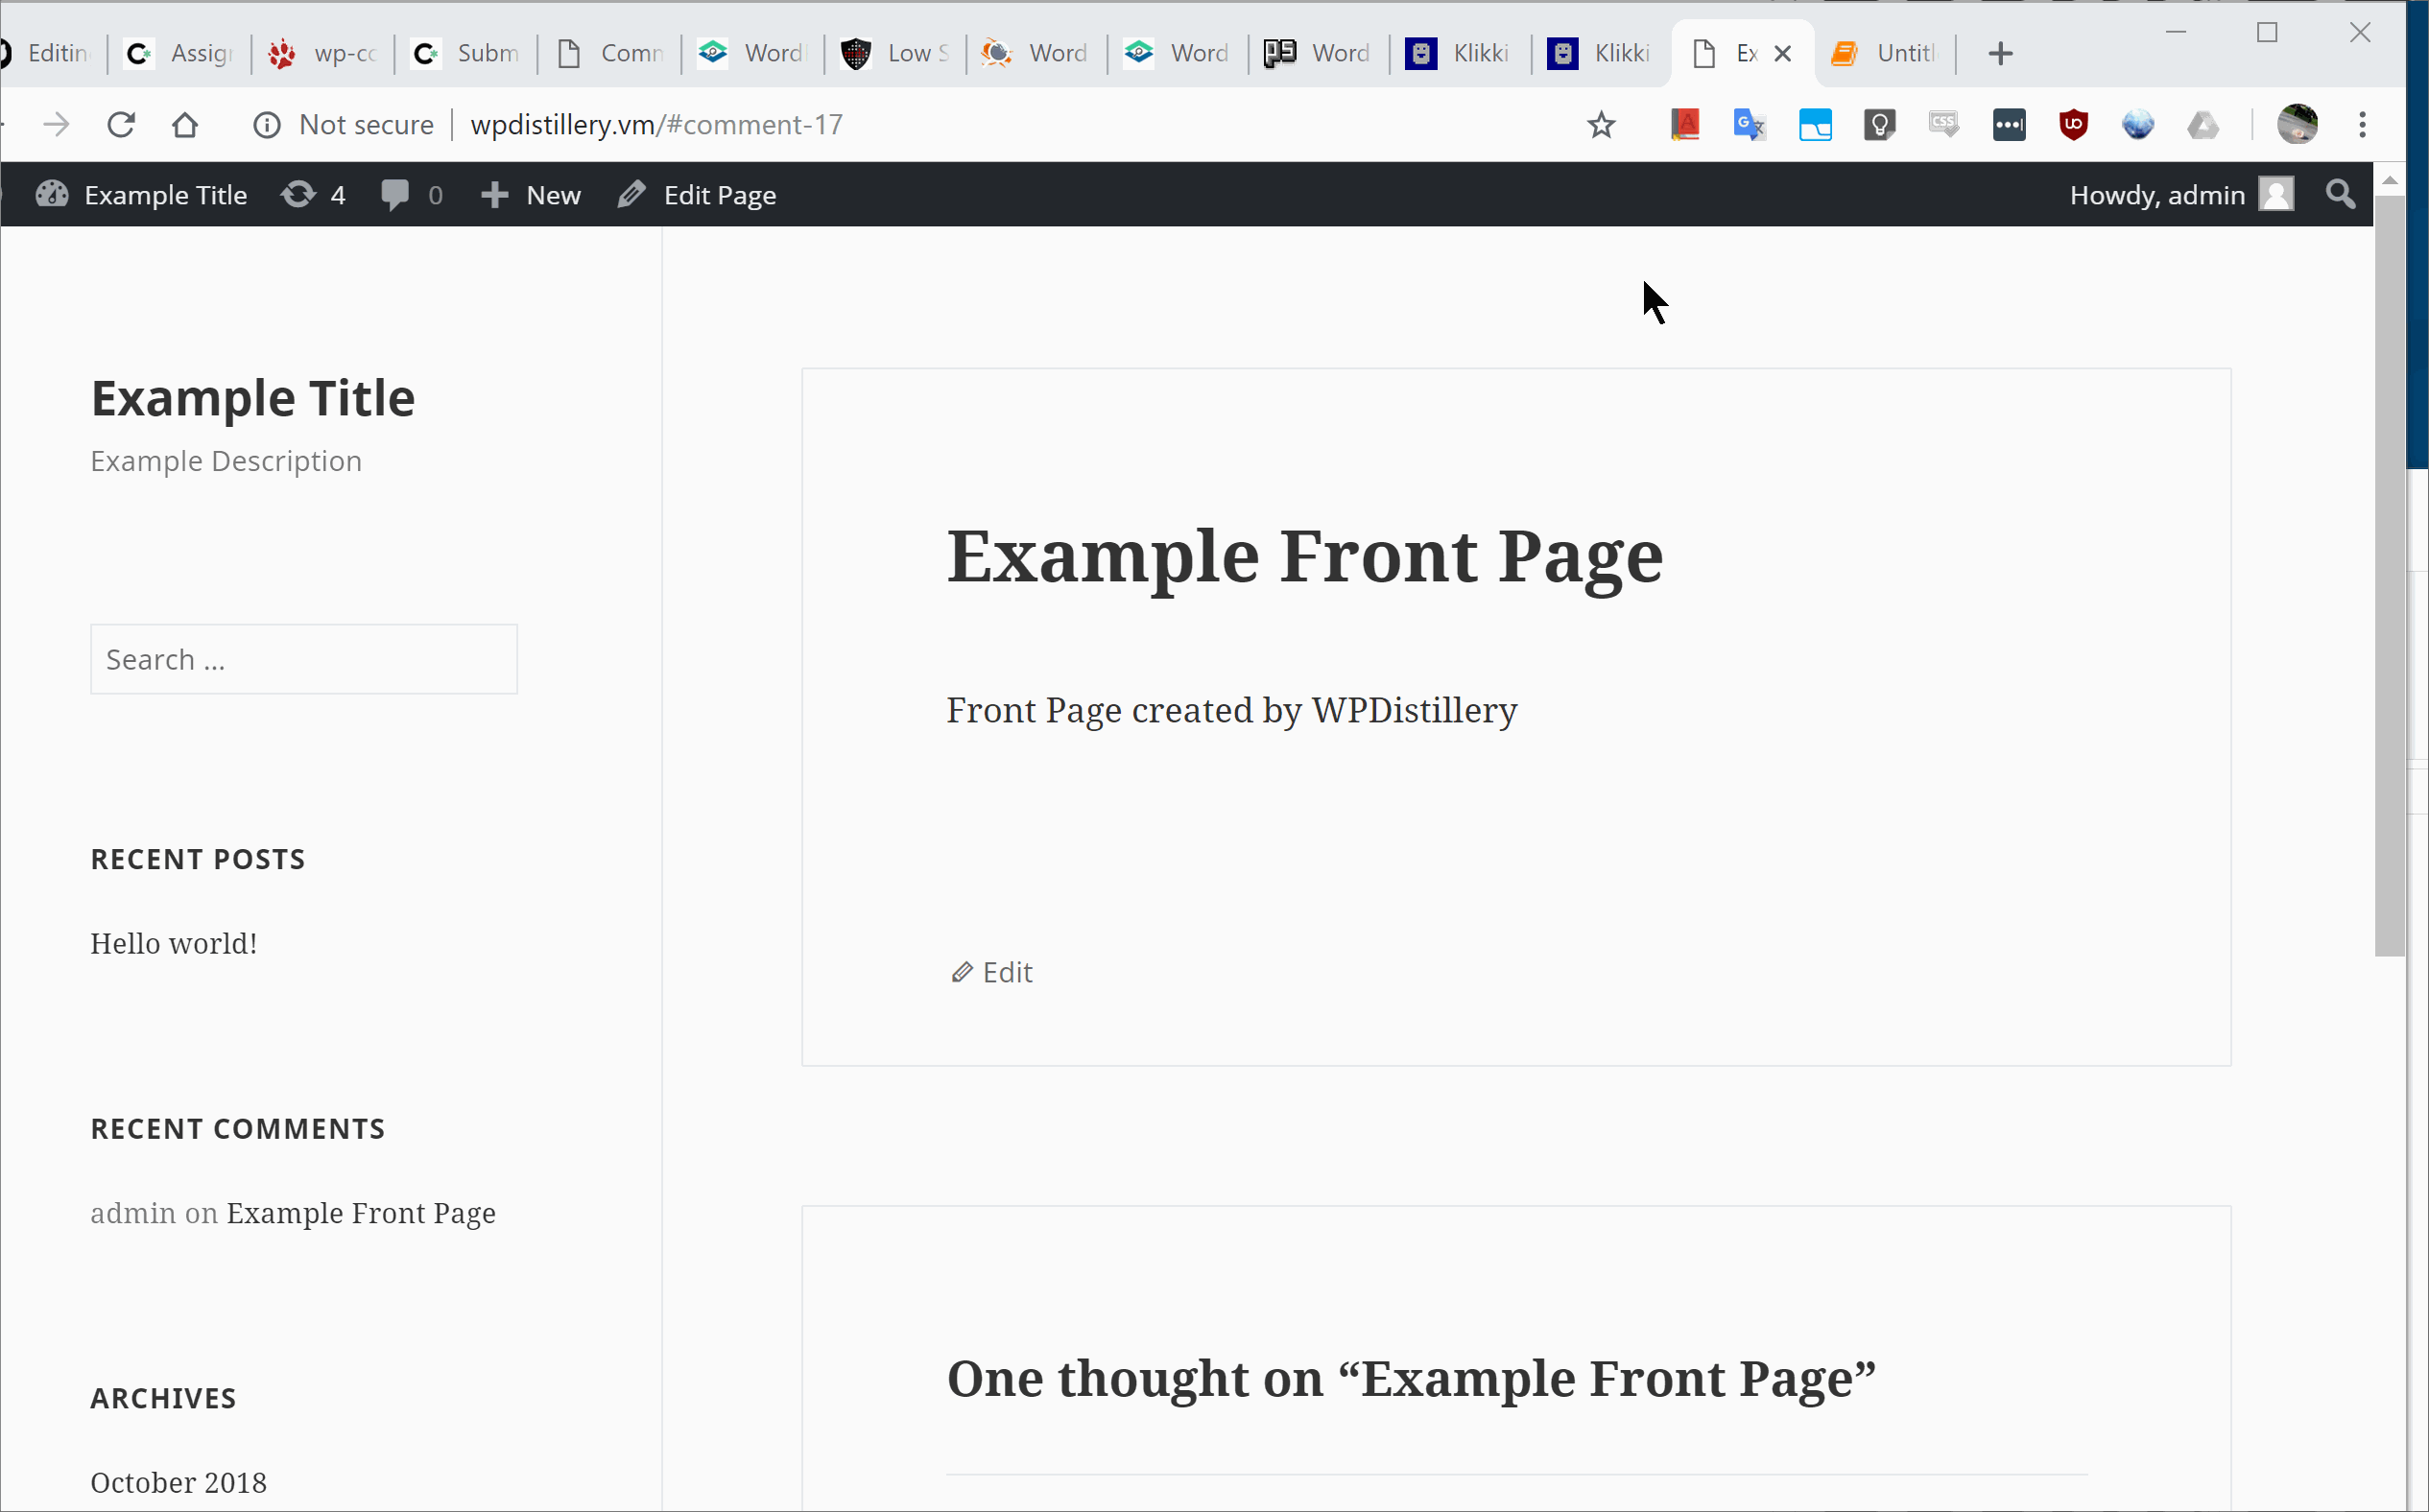 Editin Assign wp-co Subm Comm Word Low S Word Word Word Klikki Klikki Ex Untitl
Not secure wpdistillery.vm/#comment-17
Example Title 4 0 New Edit Page Howdy, admin
Example Title
Example Description
Search ...
RECENT POSTS
Hello world!
RECENT COMMENTS
admin on Example Front Page
ARCHIVES
October 2018
Example Front Page
Front Page created by WPDistillery
Edit
One thought on “Example Front Page”